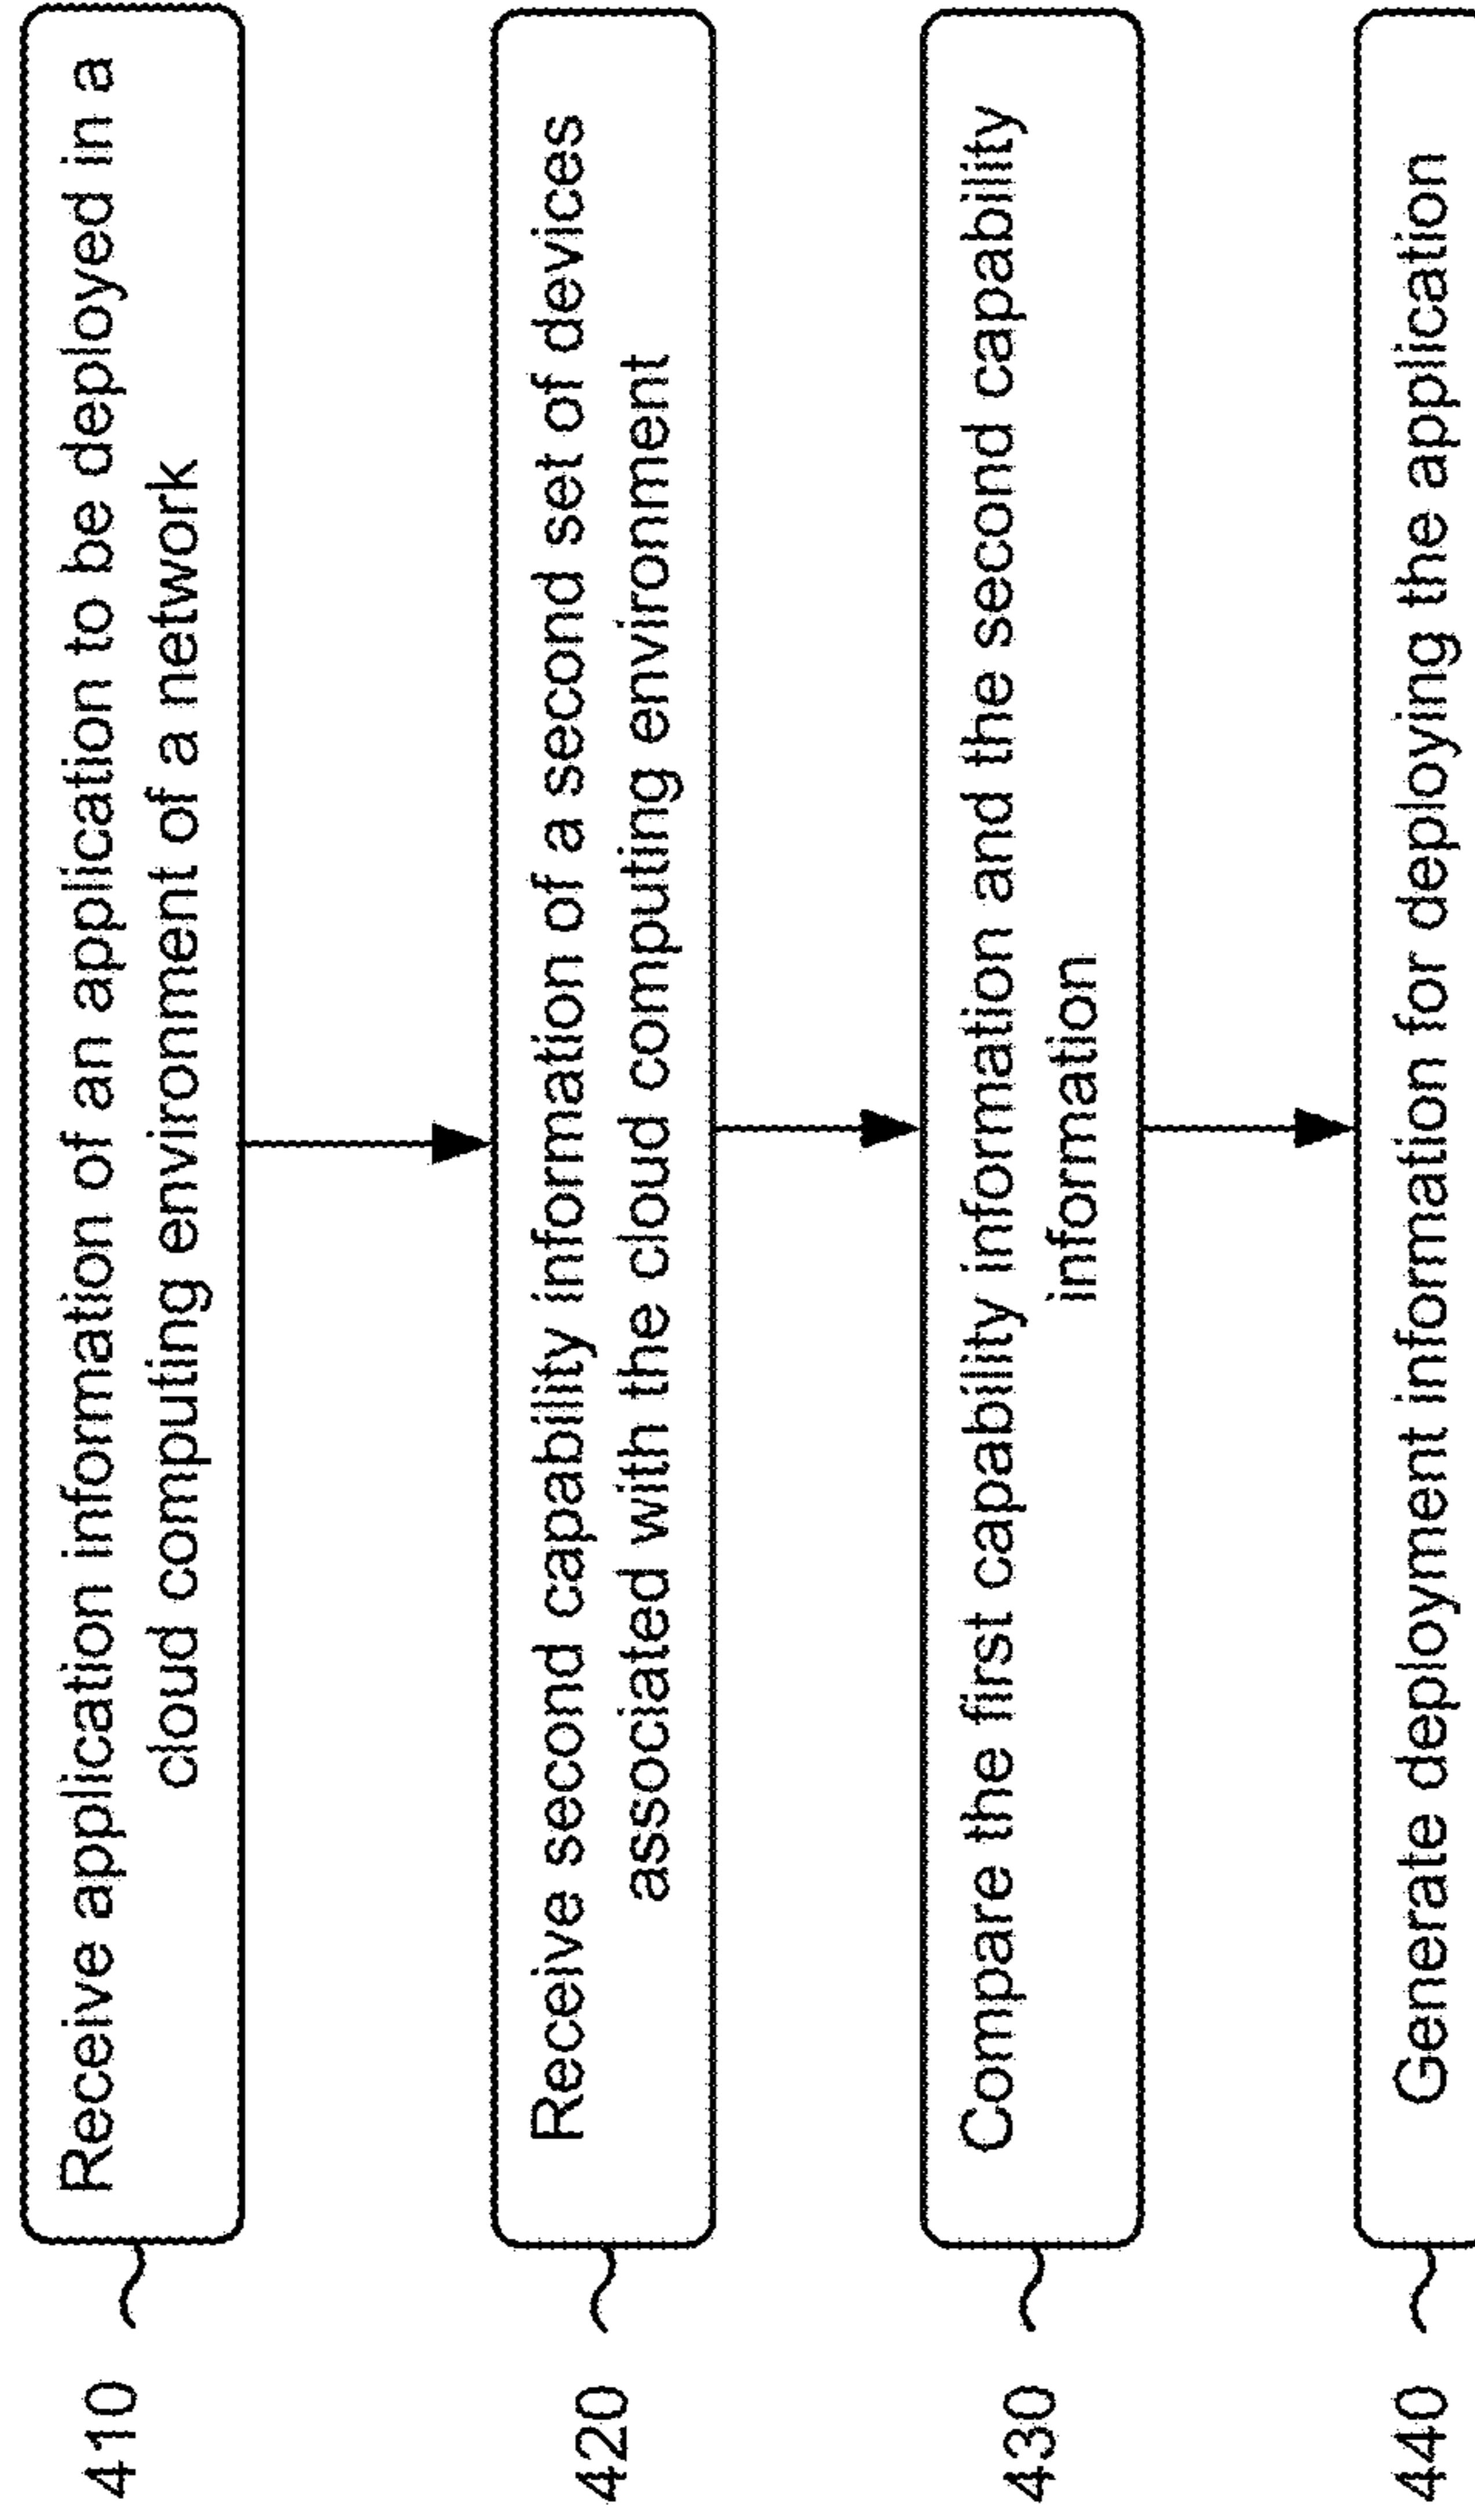 410
Receive application information of an application to be deployed in a
cloud computing environment of a network
420
Receive second capability information of a second set of devices
associated with the cloud computing environment
430
Compare the first capability information and the second capability
information
440
Generate deployment information for deploying the application